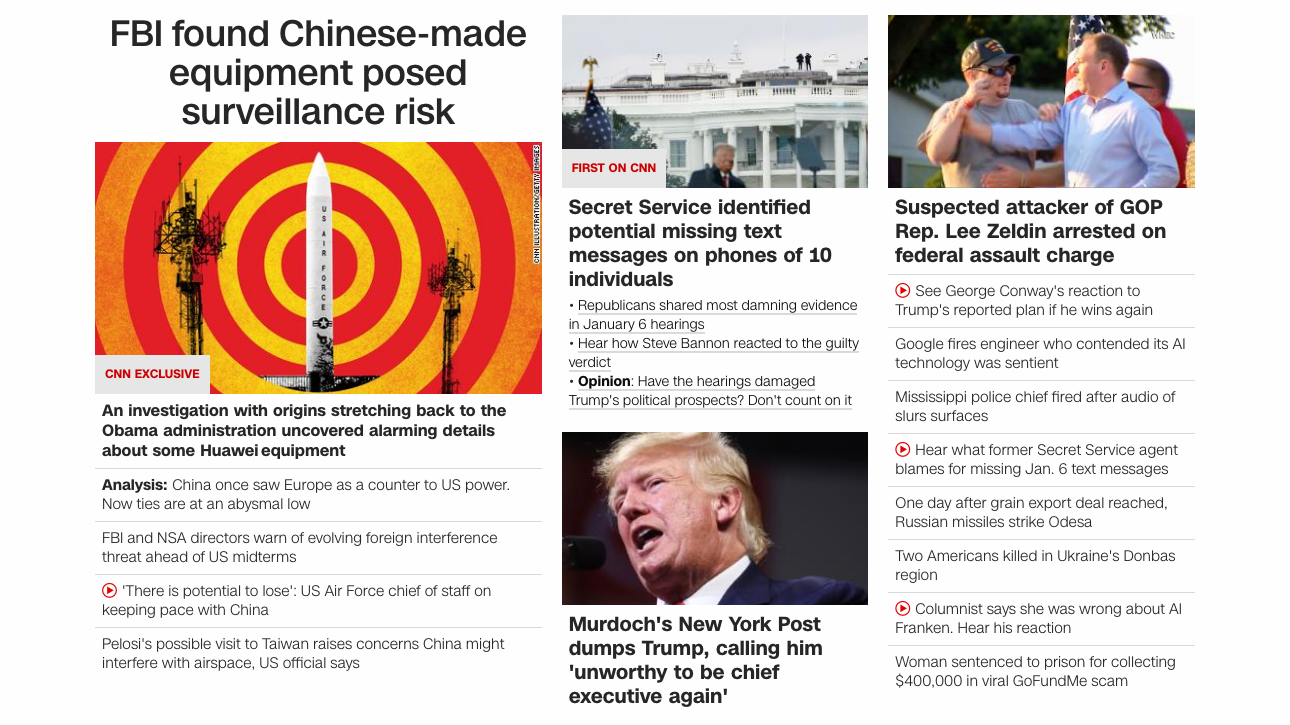 FBI found Chinese-made
equipment posed
surveillance risk
CNN ILLUSTRATION/GETTY IMAGES
US AIR FORCE
CNN EXCLUSIVE
An investigation with origins stretching back to the
Obama administration uncovered alarming details
about some Huawei equipment
Analysis: China once saw Europe as a counter to US power.
Now ties are at an abysmal low
FBI and NSA directors warn of evolving foreign interference
threat ahead of US midterms
'There is potential to lose': US Air Force chief of staff on
keeping pace with China
Pelosi's possible visit to Taiwan raises concerns China might
interfere with airspace, US official says
FIRST ON CNN
Secret Service identified
potential missing text
messages on phones of 10
individuals
• Republicans shared most damning evidence
in January 6 hearings
• Hear how Steve Bannon reacted to the guilty
verdict
• Opinion: Have the hearings damaged
Trump's political prospects? Don't count on it
Murdoch's New York Post
dumps Trump, calling him
'unworthy to be chief
executive again'
Suspected attacker of GOP
Rep. Lee Zeldin arrested on
federal assault charge
See George Conway's reaction to
Trump's reported plan if he wins again
Google fires engineer who contended its AI
technology was sentient
Mississippi police chief fired after audio of
slurs surfaces
Hear what former Secret Service agent
blames for missing Jan. 6 text messages
One day after grain export deal reached,
Russian missiles strike Odesa
Two Americans killed in Ukraine's Donbas
region
Columnist says she was wrong about Al
Franken. Hear his reaction
Woman sentenced to prison for collecting
$400,000 in viral GoFundMe scam